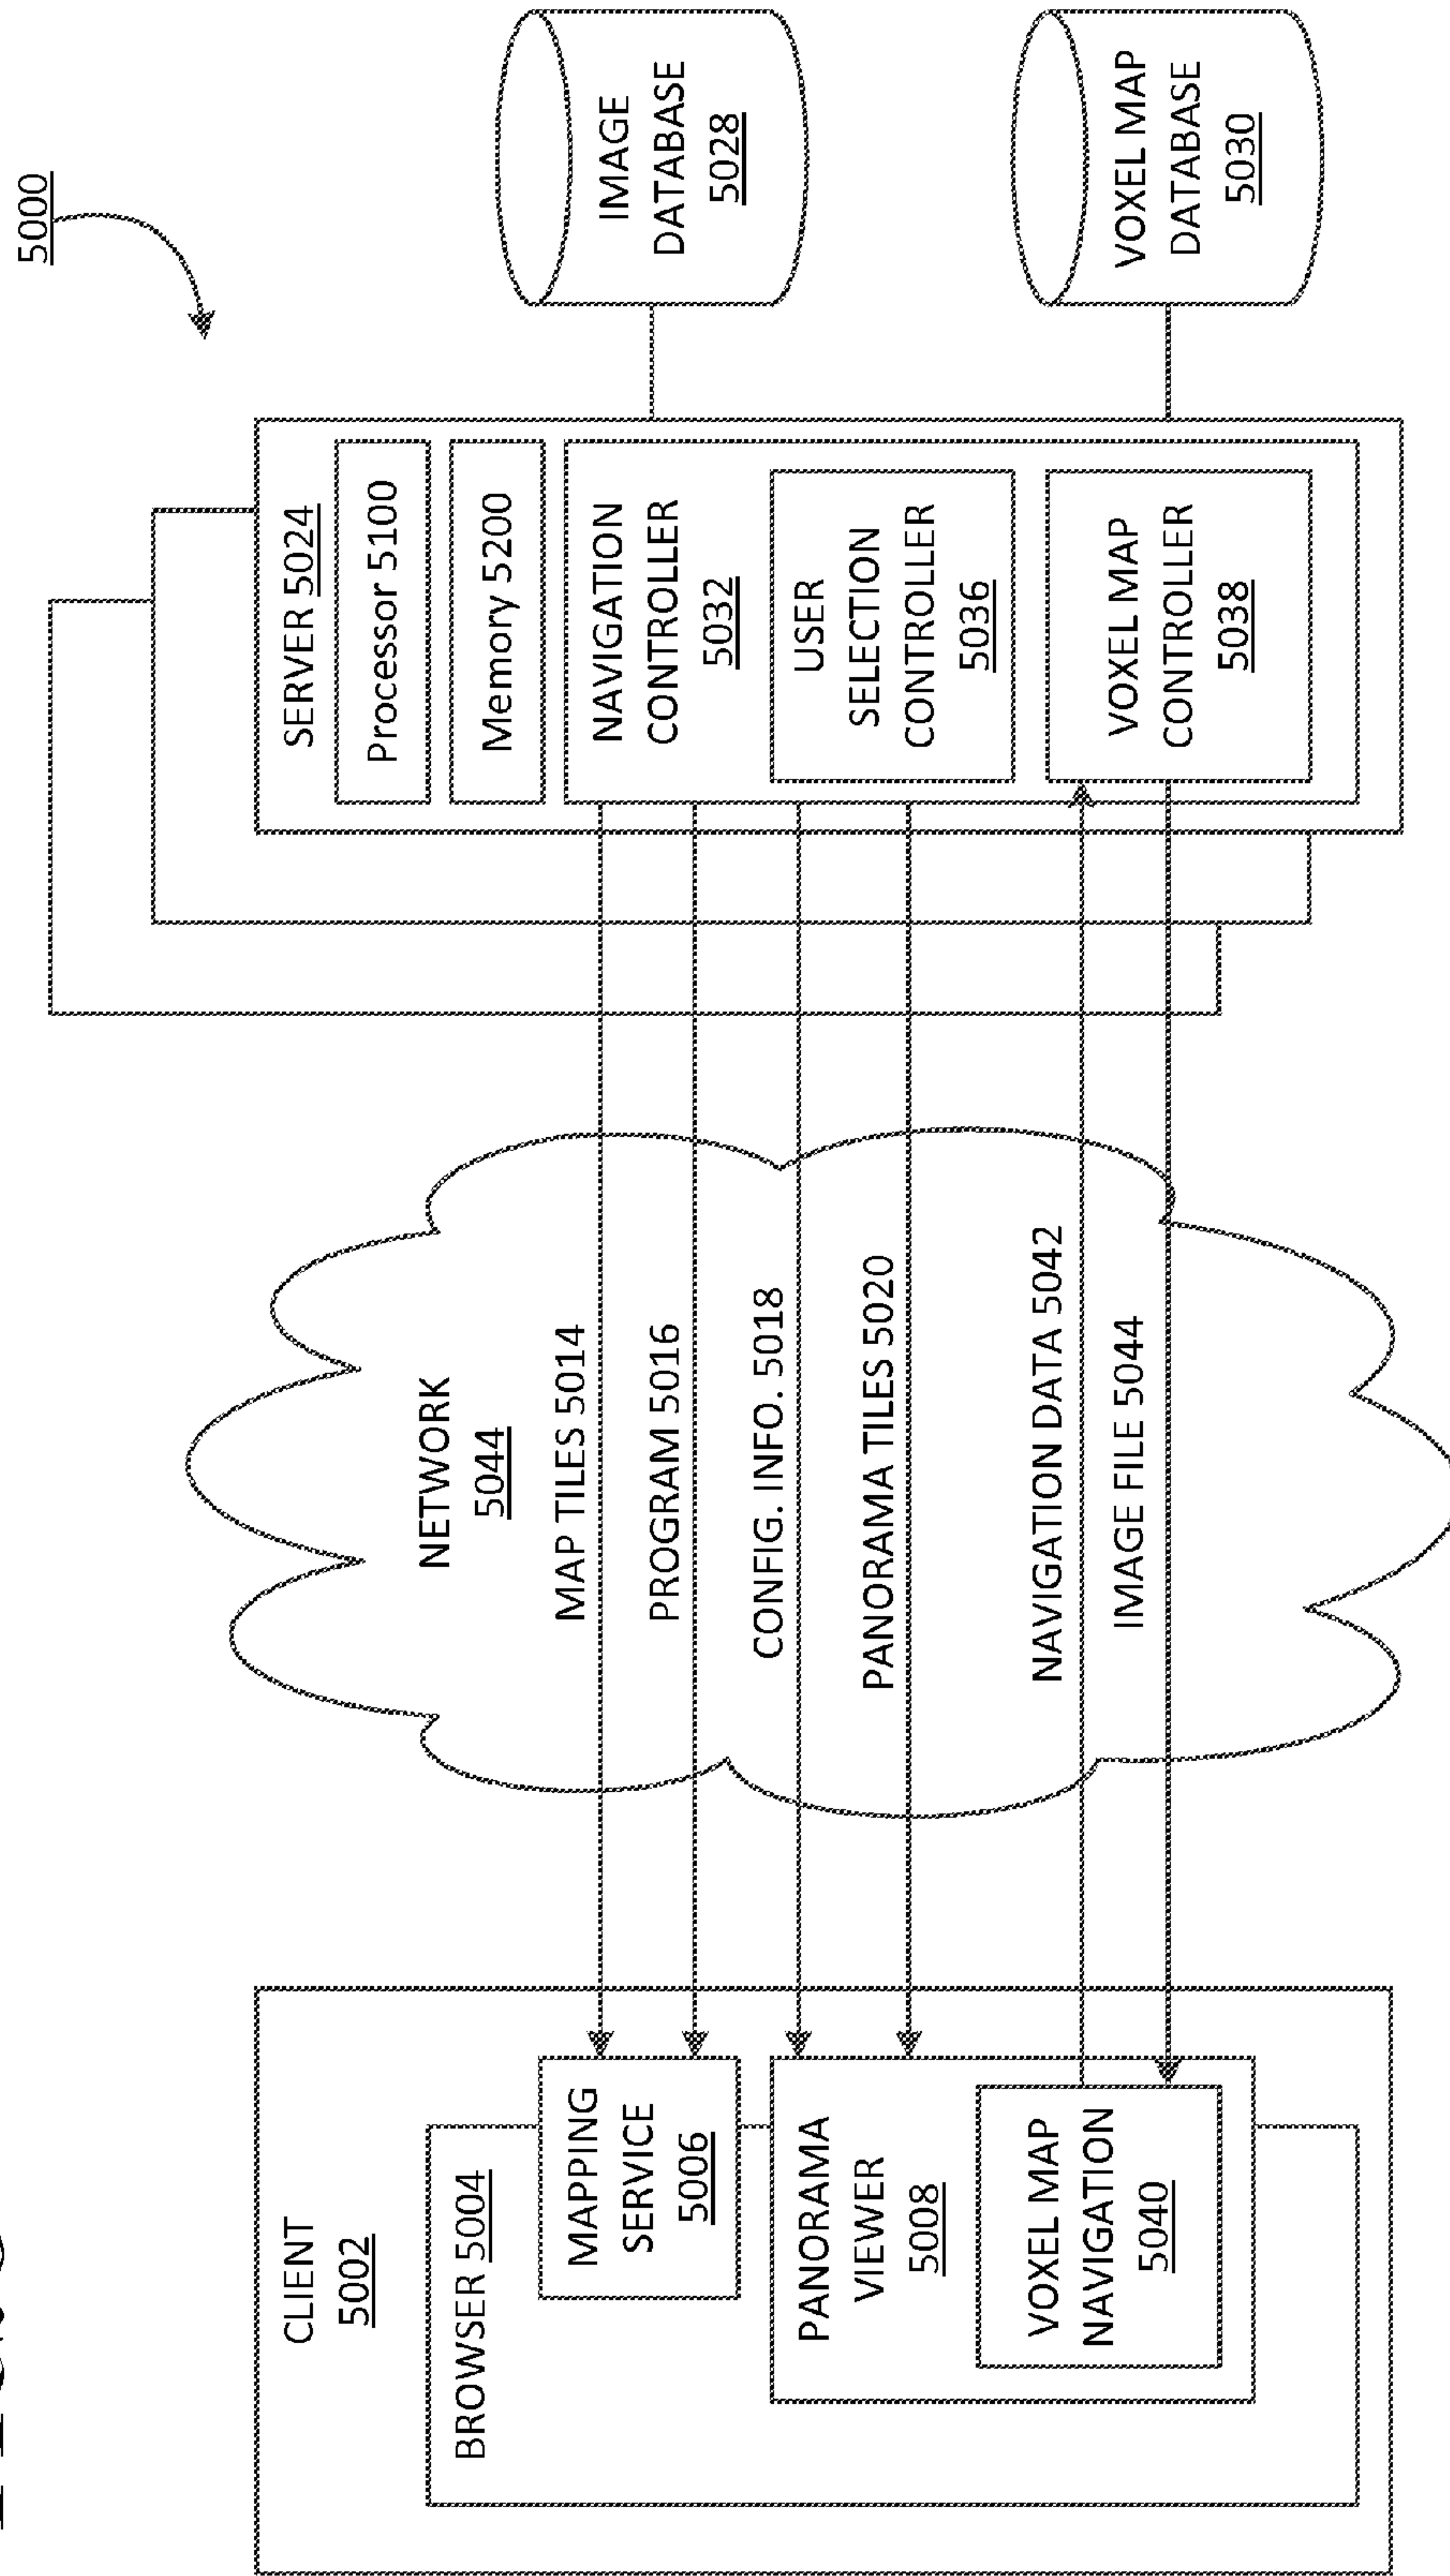 5000
CLIENT
5002
BROWSER 5004
MAPPING
SERVICE
5006
PANORAMA
VIEWER
5008
VOXEL MAP
NAVIGATION
5040
NETWORK
5044
MAP TILES 5014
PROGRAM 5016
CONFIG. INFO. 5018
PANORAMA TILES 5020
NAVIGATION DATA 5042
IMAGE FILE 5044
SERVER 5024
Processor 5100
Memory 5200
NAVIGATION
CONTROLLER
5032
USER
SELECTION
CONTROLLER
5036
VOXEL MAP
CONTROLLER
5038
IMAGE
DATABASE
5028
VOXEL MAP
DATABASE
5030